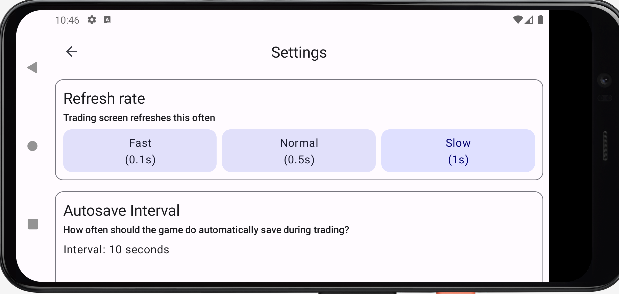 10:46
Settings
Refresh rate
Trading screen refreshes this often
Fast
(0.1s)
Normal
(0.5s)
Slow
(1s)
Autosave Interval
How often should the game do automatically save during trading?
Interval: 10 seconds